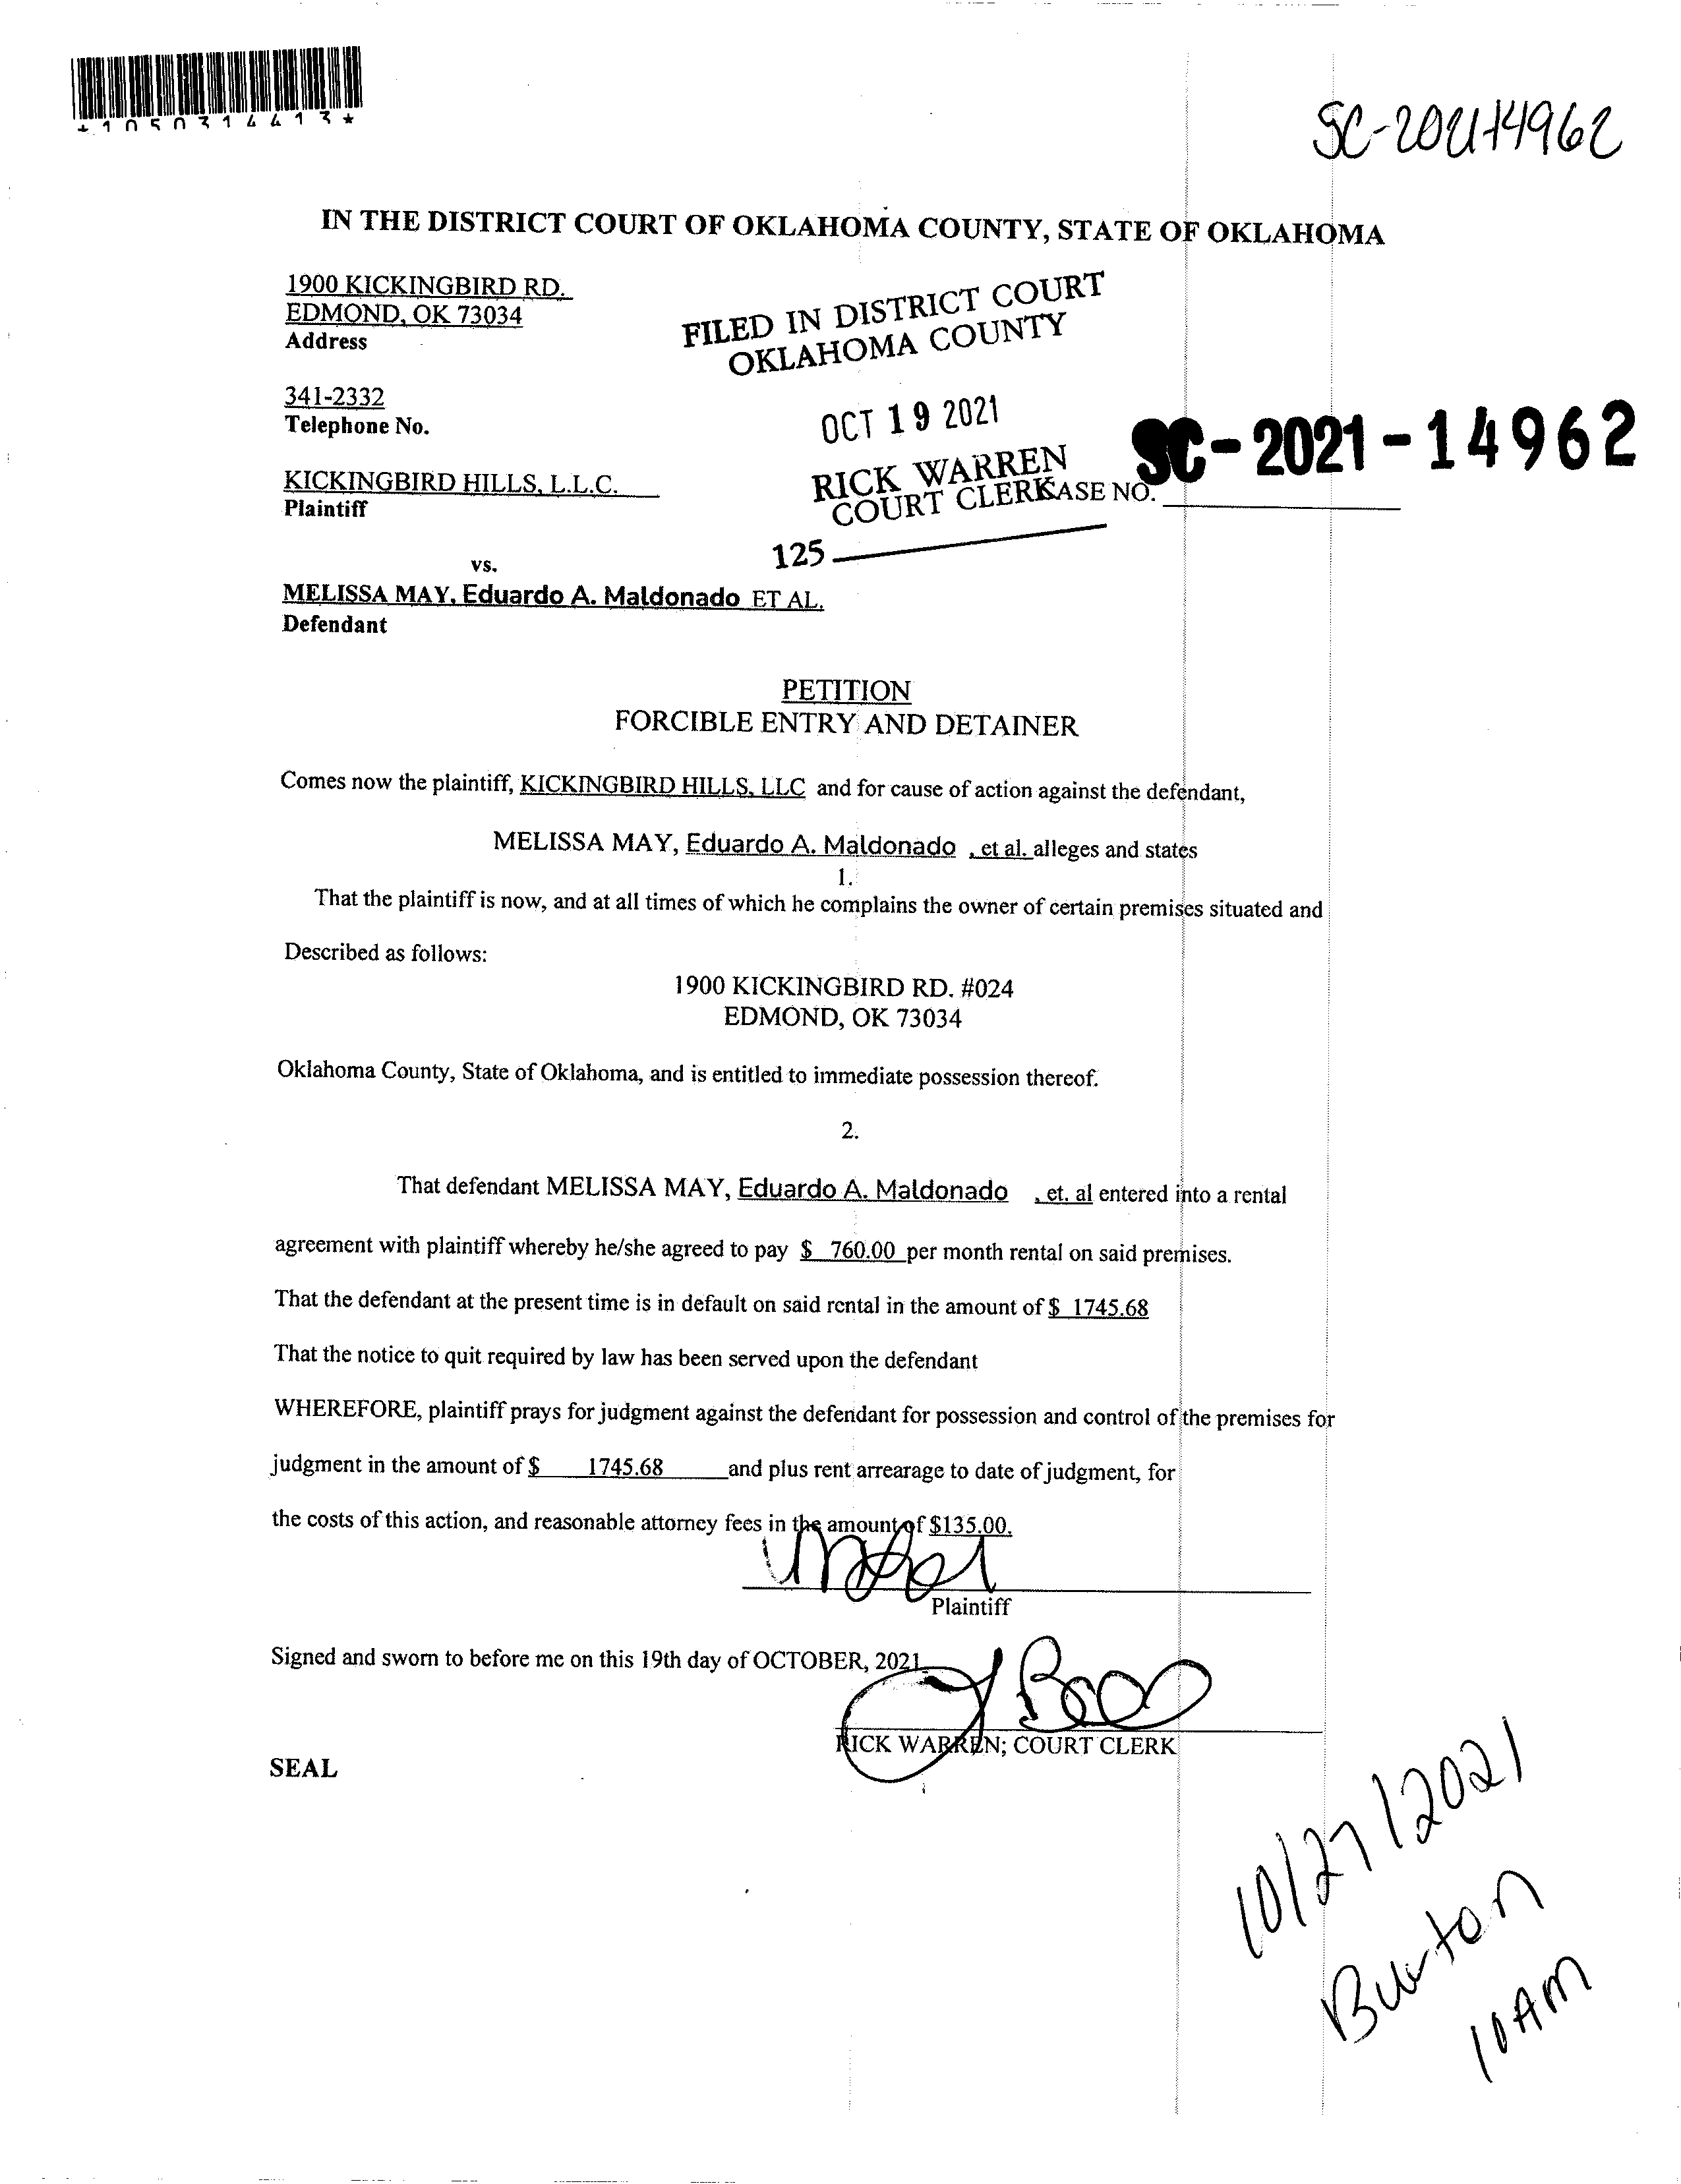 *1050314413*
SC-2021-14962
IN THE DISTRICT COURT OF OKLAHOMA COUNTY, STATE OF OKLAHOMA
1900 KICKINGBIRD RD.
EDMOND, OK 73034
Address
FILED IN DISTRICT COURT
OKLAHOMA COUNTY
341-2332
Telephone No.
OCT 19 2021
KICKINGBIRD HILLS, L.L.C.
Plaintiff
RICK WARREN
COURT CLERK
CASE NO. SC-2021-14962
125
vs.
MELISSA MAY, Eduardo A. Maldonado ET AL.
Defendant
PETITION
FORCIBLE ENTRY AND DETAINER
Comes now the plaintiff, KICKINGBIRD HILLS, LLC and for cause of action against the defendant,
MELISSA MAY, Eduardo A. Maldonado , et al. alleges and states
1.
That the plaintiff is now, and at all times of which he complains the owner of certain premises situated and
Described as follows:
1900 KICKINGBIRD RD. #024
EDMOND, OK 73034
Oklahoma County, State of Oklahoma, and is entitled to immediate possession thereof.
2.
That defendant MELISSA MAY, Eduardo A. Maldonado , et. al entered into a rental
agreement with plaintiff whereby he/she agreed to pay $ 760.00 per month rental on said premises.
That the defendant at the present time is in default on said rental in the amount of $ 1745.68
That the notice to quit required by law has been served upon the defendant
WHEREFORE, plaintiff prays for judgment against the defendant for possession and control of the premises for
judgment in the amount of $ 1745.68 and plus rent arrearage to date of judgment, for
the costs of this action, and reasonable attorney fees in the amount of $135.00.
Plaintiff
Signed and sworn to before me on this 19th day of OCTOBER, 2021
RICK WARREN; COURT CLERK
SEAL
10/27/2021
Burton
10AM